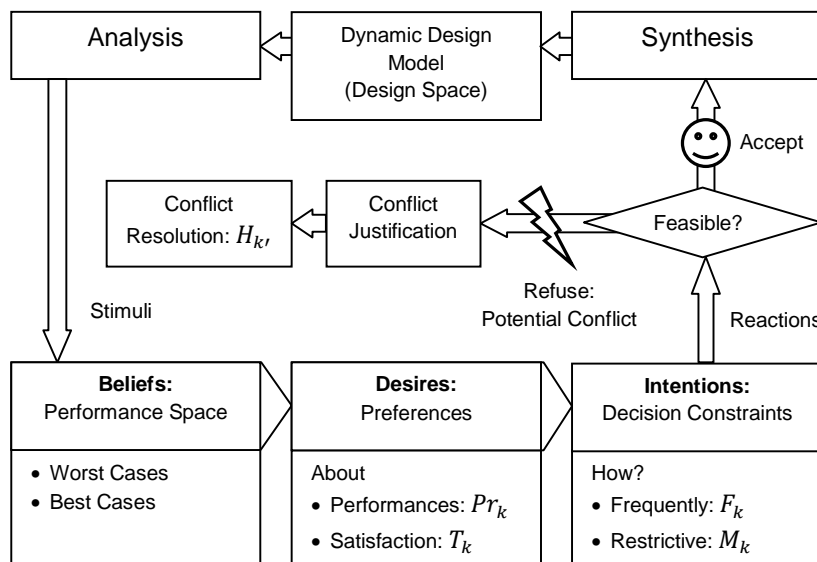 Analysis
Dynamic Design
Model
(Design Space)
Synthesis
Accept
Conflict
Resolution: H_k′
Conflict
Justification
Feasible?
Refuse:
Potential Conflict
Stimuli
Reactions
Beliefs:
Performance Space
Desires:
Preferences
Intentions:
Decision Constraints
• Worst Cases
• Best Cases
About
• Performances: Pr_k
• Satisfaction: T_k
How?
• Frequently: F_k
• Restrictive: M_k